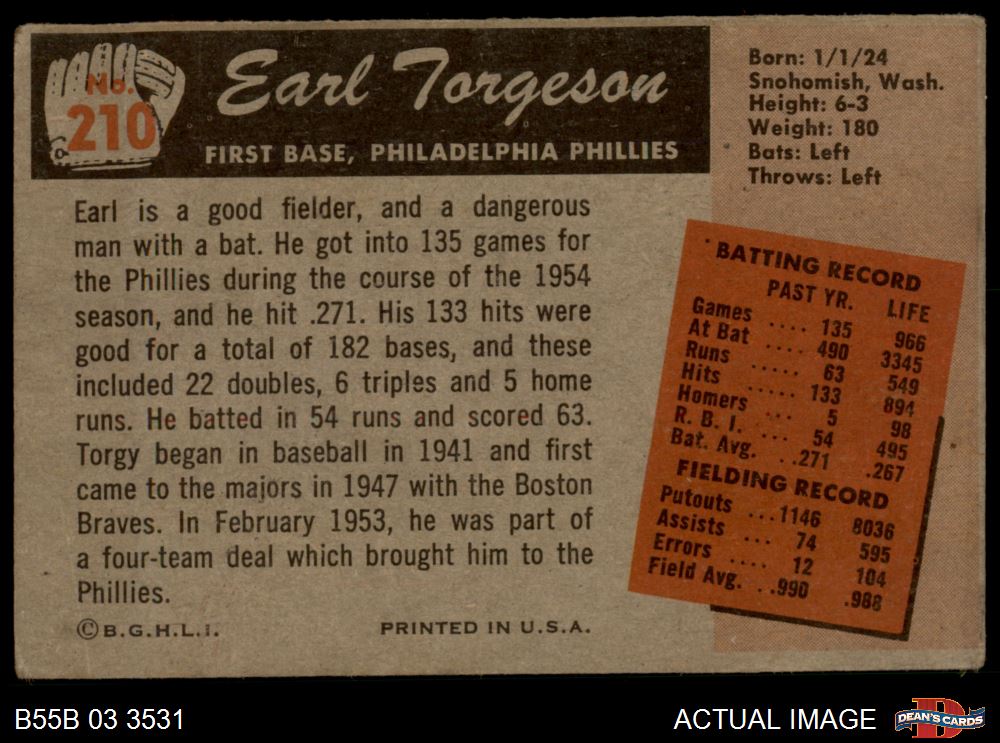 No.
210
Earl Torgeson
FIRST BASE, PHILADELPHIA PHILLIES
Born: 1/1/24
Snohomish, Wash.
Height: 6-3
Weight: 180
Bats: Left
Throws: Left
Earl is a good fielder, and a dangerous
man with a bat. He got into 135 games for
the Phillies during the course of the 1954
season, and he hit .271. His 133 hits were
good for a total of 182 bases, and these
included 22 doubles, 6 triples and 5 home
runs. He batted in 54 runs and scored 63.
Torgy began in baseball in 1941 and first
came to the majors in 1947 with the Boston
Braves. In February 1953, he was part of
a four-team deal which brought him to the
Phillies.
©B.G.H.L.I. PRINTED IN U.S.A.
BATTING RECORD
PAST YR. LIFE
Games .... 135 966
At Bat .... 490 3345
Runs ..... 63 549
Hits ..... 133 894
Homers ... 5 98
R. B. I. ... 54 495
Bat. Avg. ..271 .267
FIELDING RECORD
Putouts ...1146 8036
Assists ... 74 595
Errors .... 12 104
Field Avg. ..990 .988
B55B 03 3531
ACTUAL IMAGE
DEAN'S CARDS